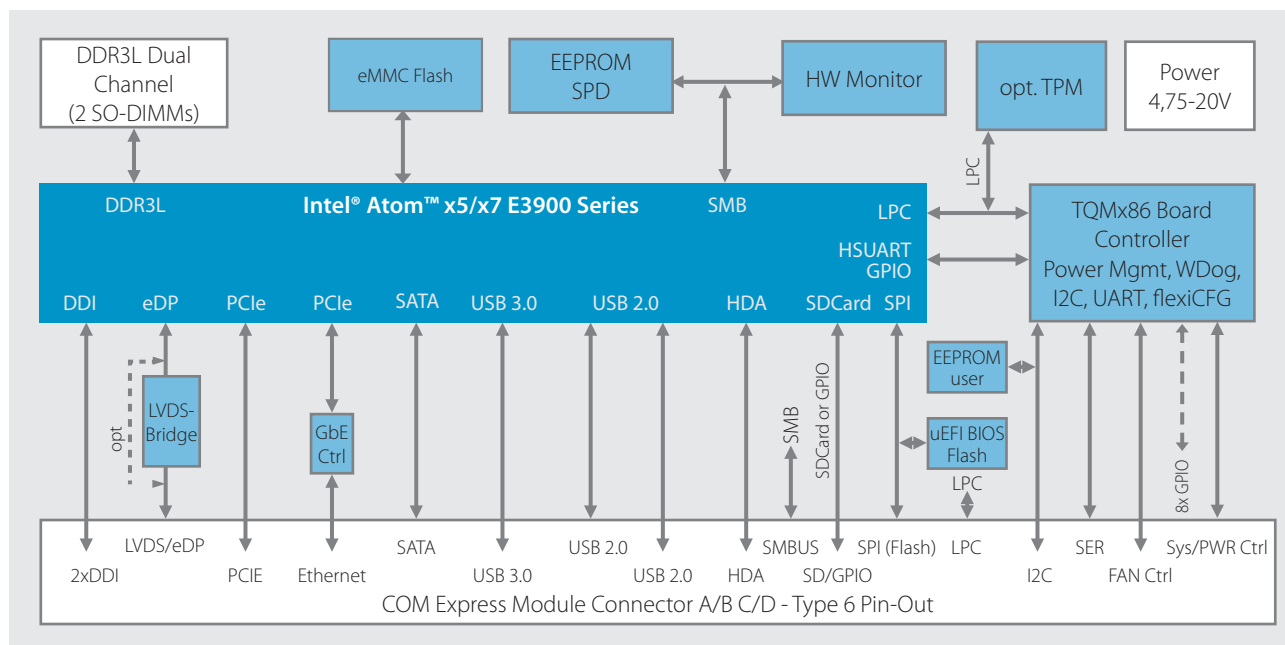 DDR3L Dual
Channel
(2 SO-DIMMs)
eMMC Flash
EEPROM
SPD
HW Monitor
opt. TPM
Power
4,75-20V
LPC
DDR3L
Intel® Atom™ x5/x7 E3900 Series
SMB
LPC
HSUART
GPIO
TQMx86 Board
Controller
Power Mgmt, WDog,
I2C, UART, flexiCFG
DDI
eDP
PCIe
PCIe
SATA
USB 3.0
USB 2.0
HDA
SDCard
SPI
opt
LVDS-
Bridge
GbE
Ctrl
SMB
SDCard or GPIO
EEPROM
user
uEFI BIOS
Flash
LPC
8x GPIO
2xDDI
LVDS/eDP
PCIE
Ethernet
SATA
USB 3.0
USB 2.0
USB 2.0
HDA
SMBUS
SD/GPIO
SPI (Flash)
LPC
I2C
SER
FAN Ctrl
Sys/PWR Ctrl
COM Express Module Connector A/B C/D - Type 6 Pin-Out